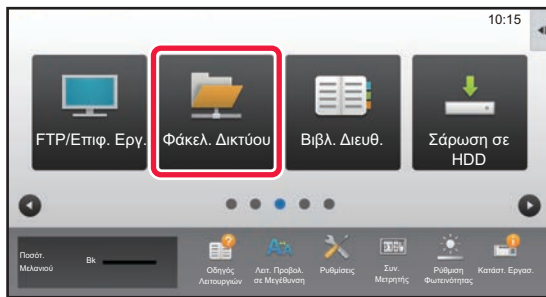 10:15
FTP/Επιφ. Εργ.
Φάκελ. Δικτύου
Βιβλ. Διευθ.
Σάρωση σε
HDD
Ποσότ.
Μελανιού
Bk
Οδηγός
Λειτουργιών
Λειτ. Προβολ.
σε Μεγέθυνση
Ρυθμίσεις
Συν.
Μετρητής
Ρύθμιση
Φωτεινότητας
Κατάστ. Εργασ.